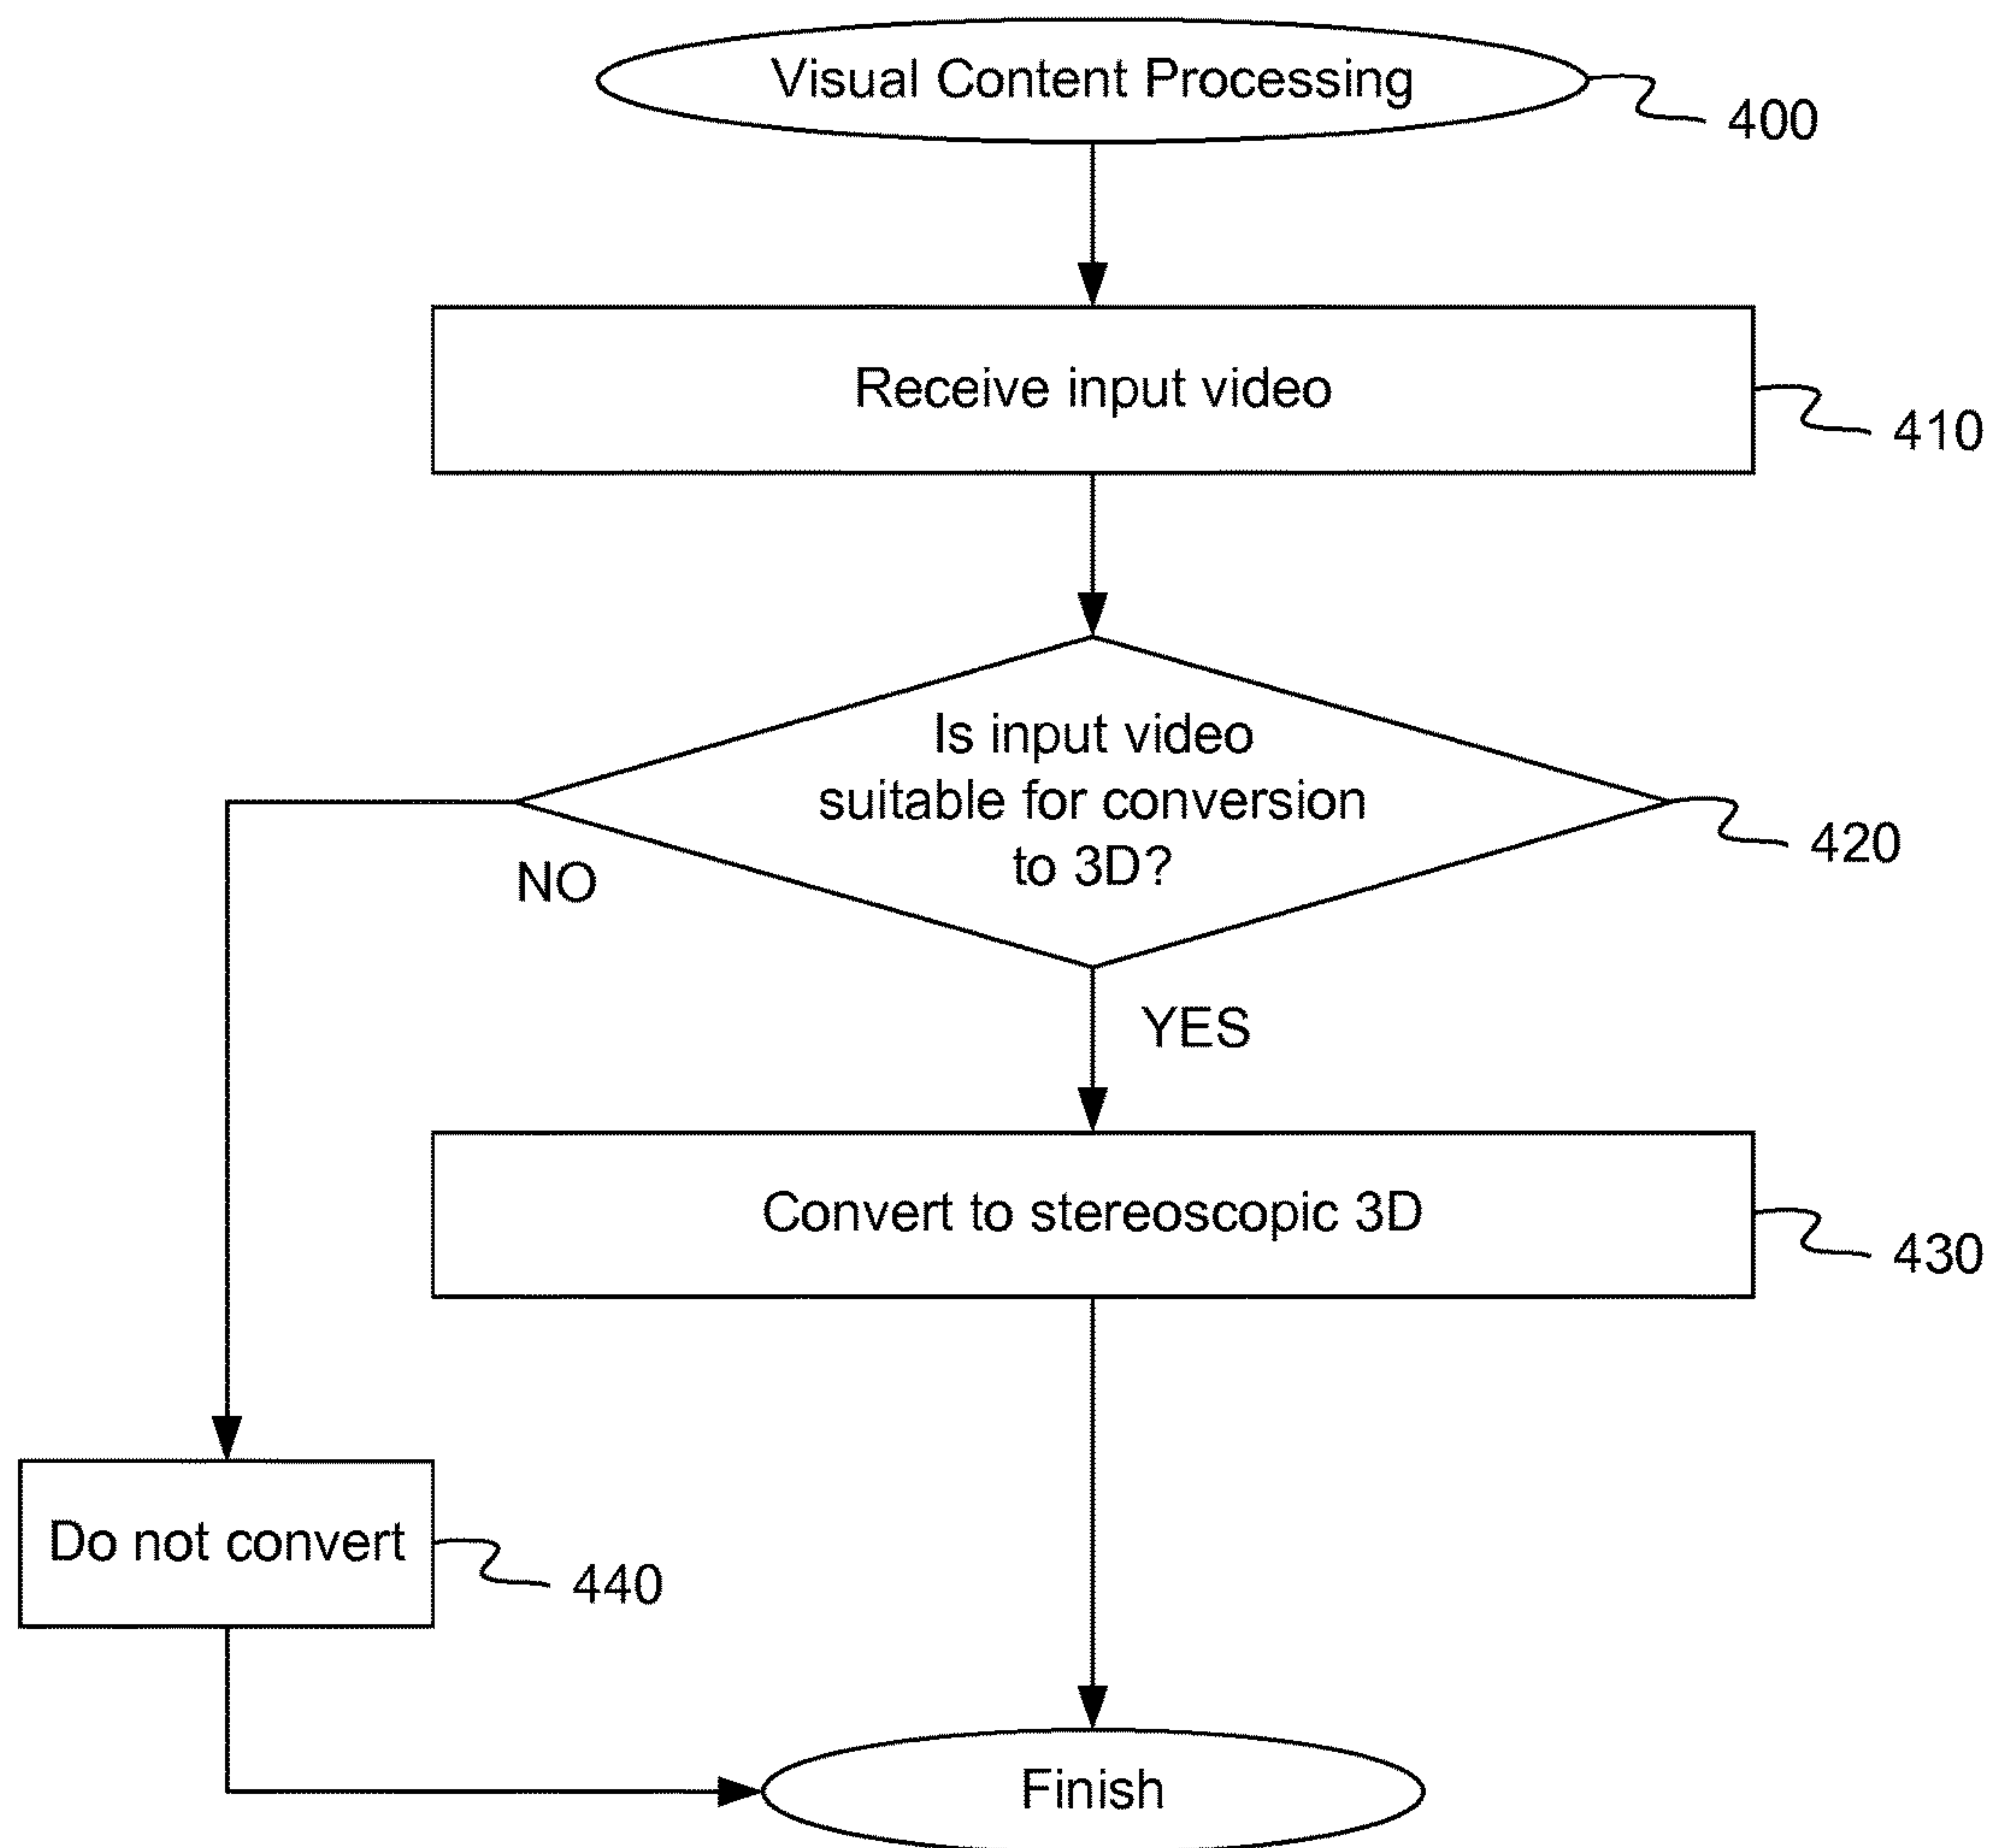 Visual Content Processing
400
Receive input video
410
Is input video
suitable for conversion
to 3D?
420
NO
YES
Convert to stereoscopic 3D
430
Do not convert
440
Finish